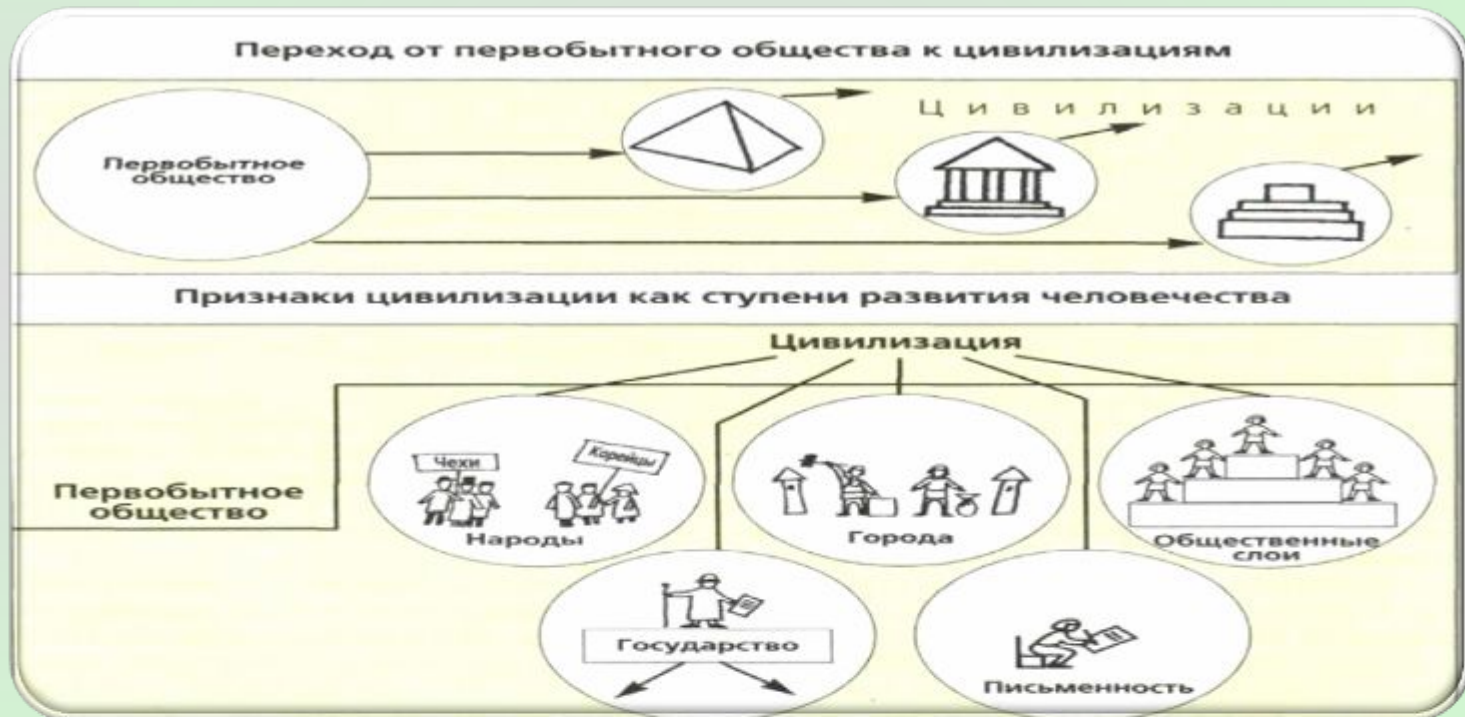 Переход от первобытного общества к цивилизациям
Цивилизации
Первобытное
общество
Признаки цивилизации как ступени развития человечества
Цивилизация
Первобытное
общество
Чехи
Корейцы
Народы
Города
Общественные
слои
Государство
Письменность